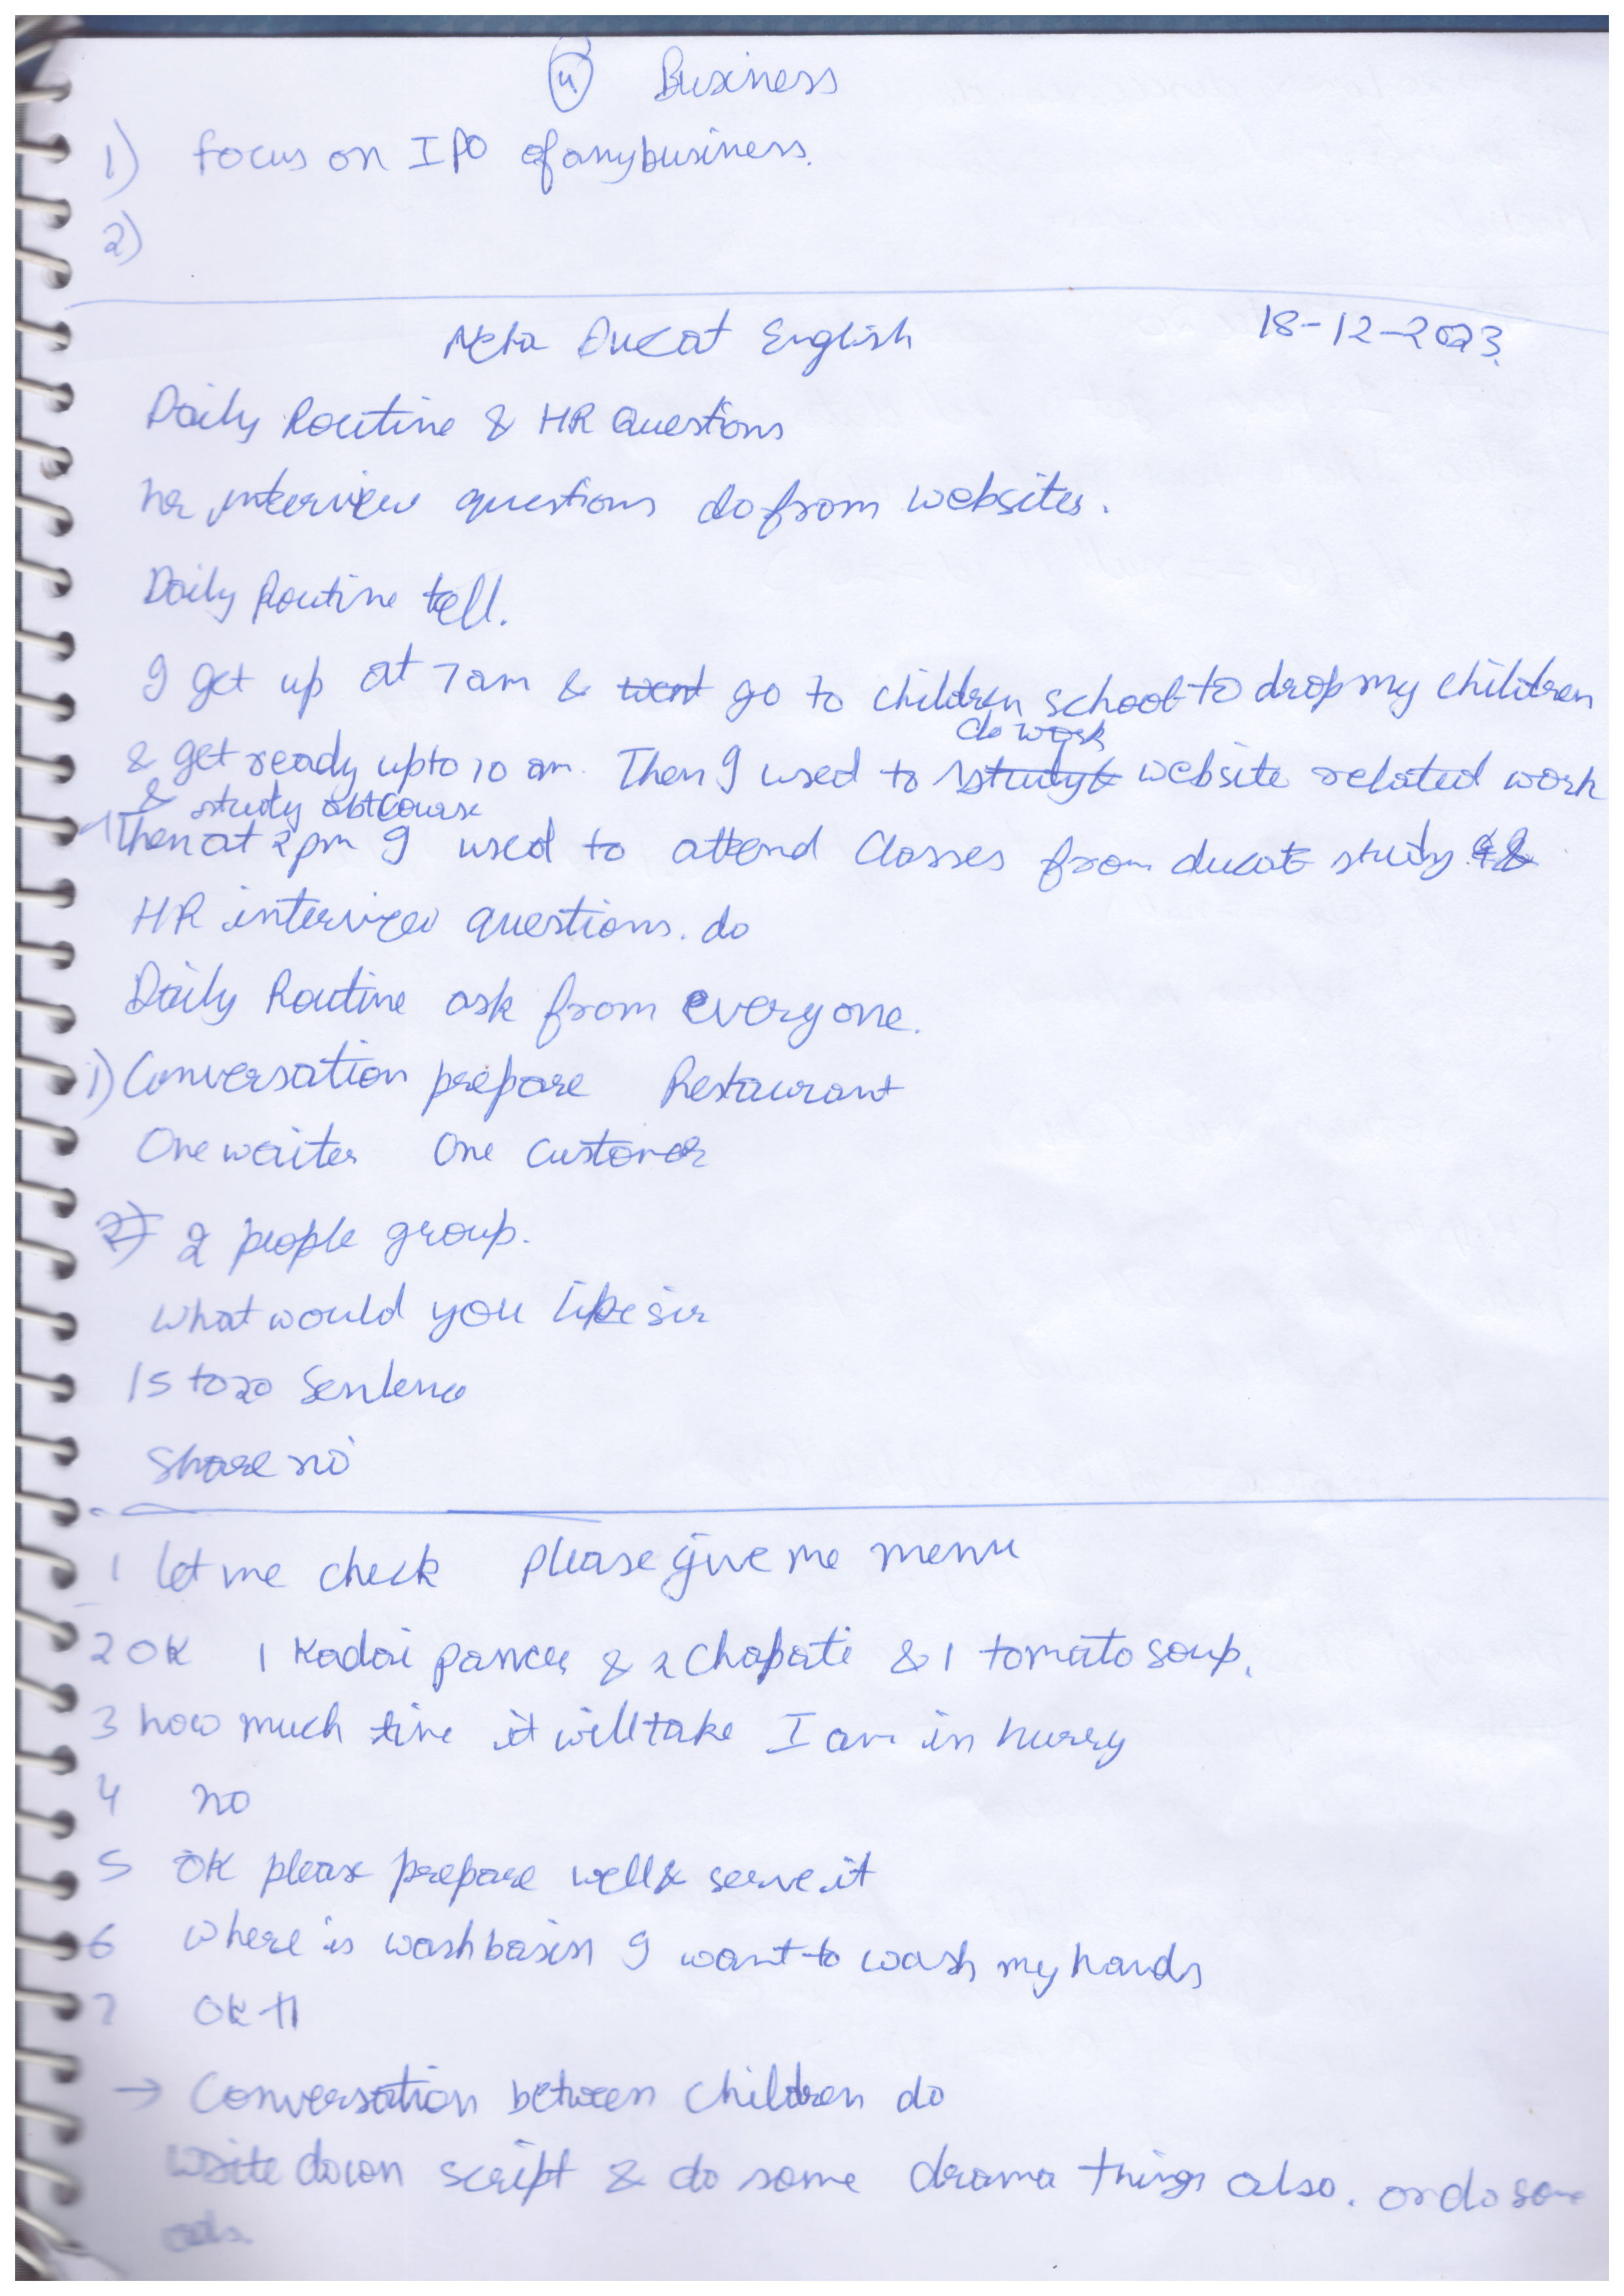 4 Business
1) focus on IPO of any business.
2)
Meta Ducat English 18-12-2023
Daily Routine & HR Questions
hr interview questions do from websites.
Daily Routine tell.
I get up at 7 am & went go to children school to drop my children
do work
& get ready upto 10 am. Then I used to study & website related work
& study abt course
Then at 2 pm I used to attend classes from ducat study &
HR interview questions. do
Daily Routine ask from everyone.
1) Conversation prepare Restaurant
One waiter One customer
2) 2 people group.
What would you like sir
15 to 20 Sentence
Share no
1 let me check please give me menu
2 OK 1 Kadai paneer & 2 Chapati & 1 tomato soup.
3 how much time it will take I am in hurry
4 no
5 OK please prepare well & serve it
6 where is washbasin I want to wash my hands
7 OK
→ Conversation between children do
Write down script & do some drama things also. or do some
ads.